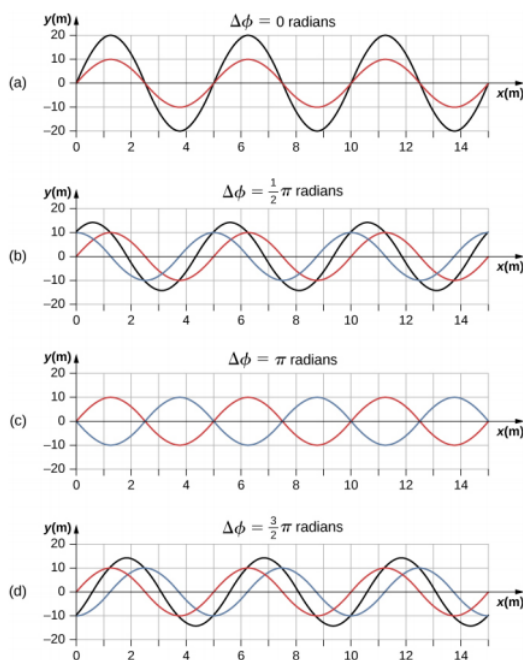 y(m)
Δϕ = 0 radians
20
10
(a)
0
x(m)
−10
−20
0 2 4 6 8 10 12 14
y(m)
Δϕ = 1/2 π radians
20
10
(b)
0
x(m)
−10
−20
0 2 4 6 8 10 12 14
y(m)
Δϕ = π radians
20
10
(c)
0
x(m)
−10
−20
0 2 4 6 8 10 12 14
y(m)
Δϕ = 3/2 π radians
20
10
(d)
0
x(m)
−10
−20
0 2 4 6 8 10 12 14